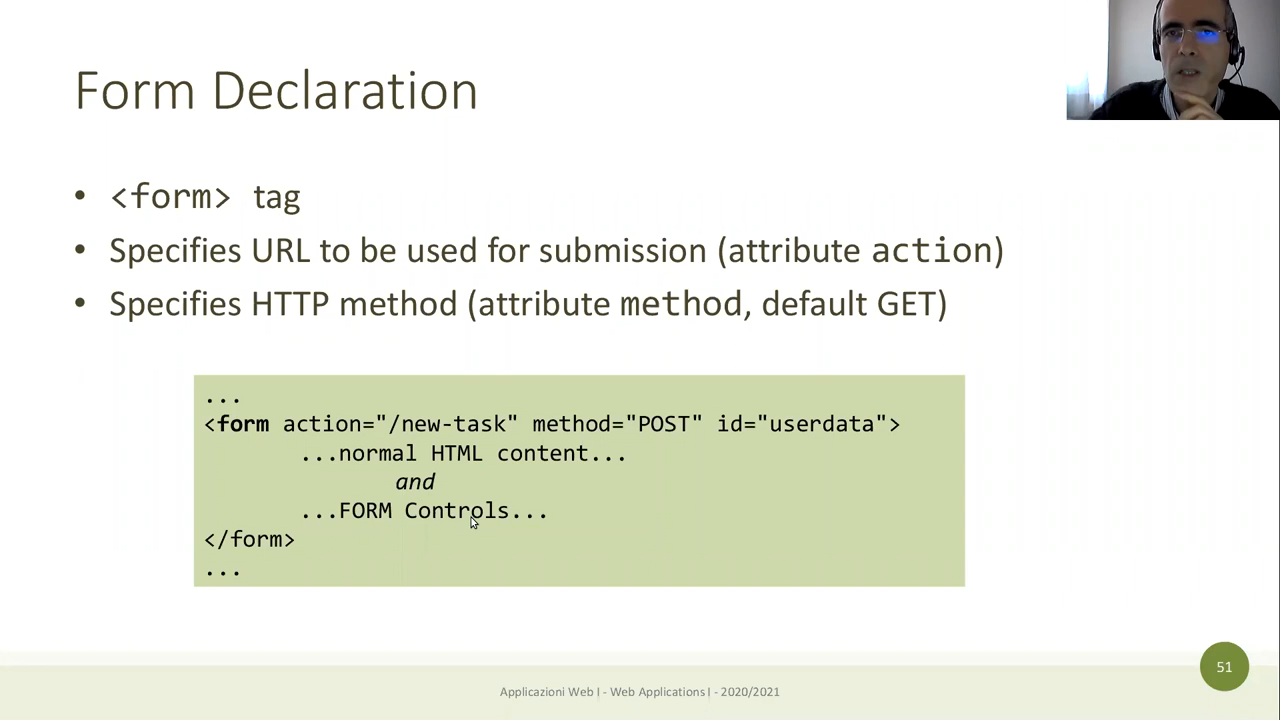 Form Declaration
• <form> tag
• Specifies URL to be used for submission (attribute action)
• Specifies HTTP method (attribute method, default GET)
...
<form action="/new-task" method="POST" id="userdata">
...normal HTML content...
and
...FORM Controls...
</form>
...
51
Applicazioni Web I - Web Applications I - 2020/2021